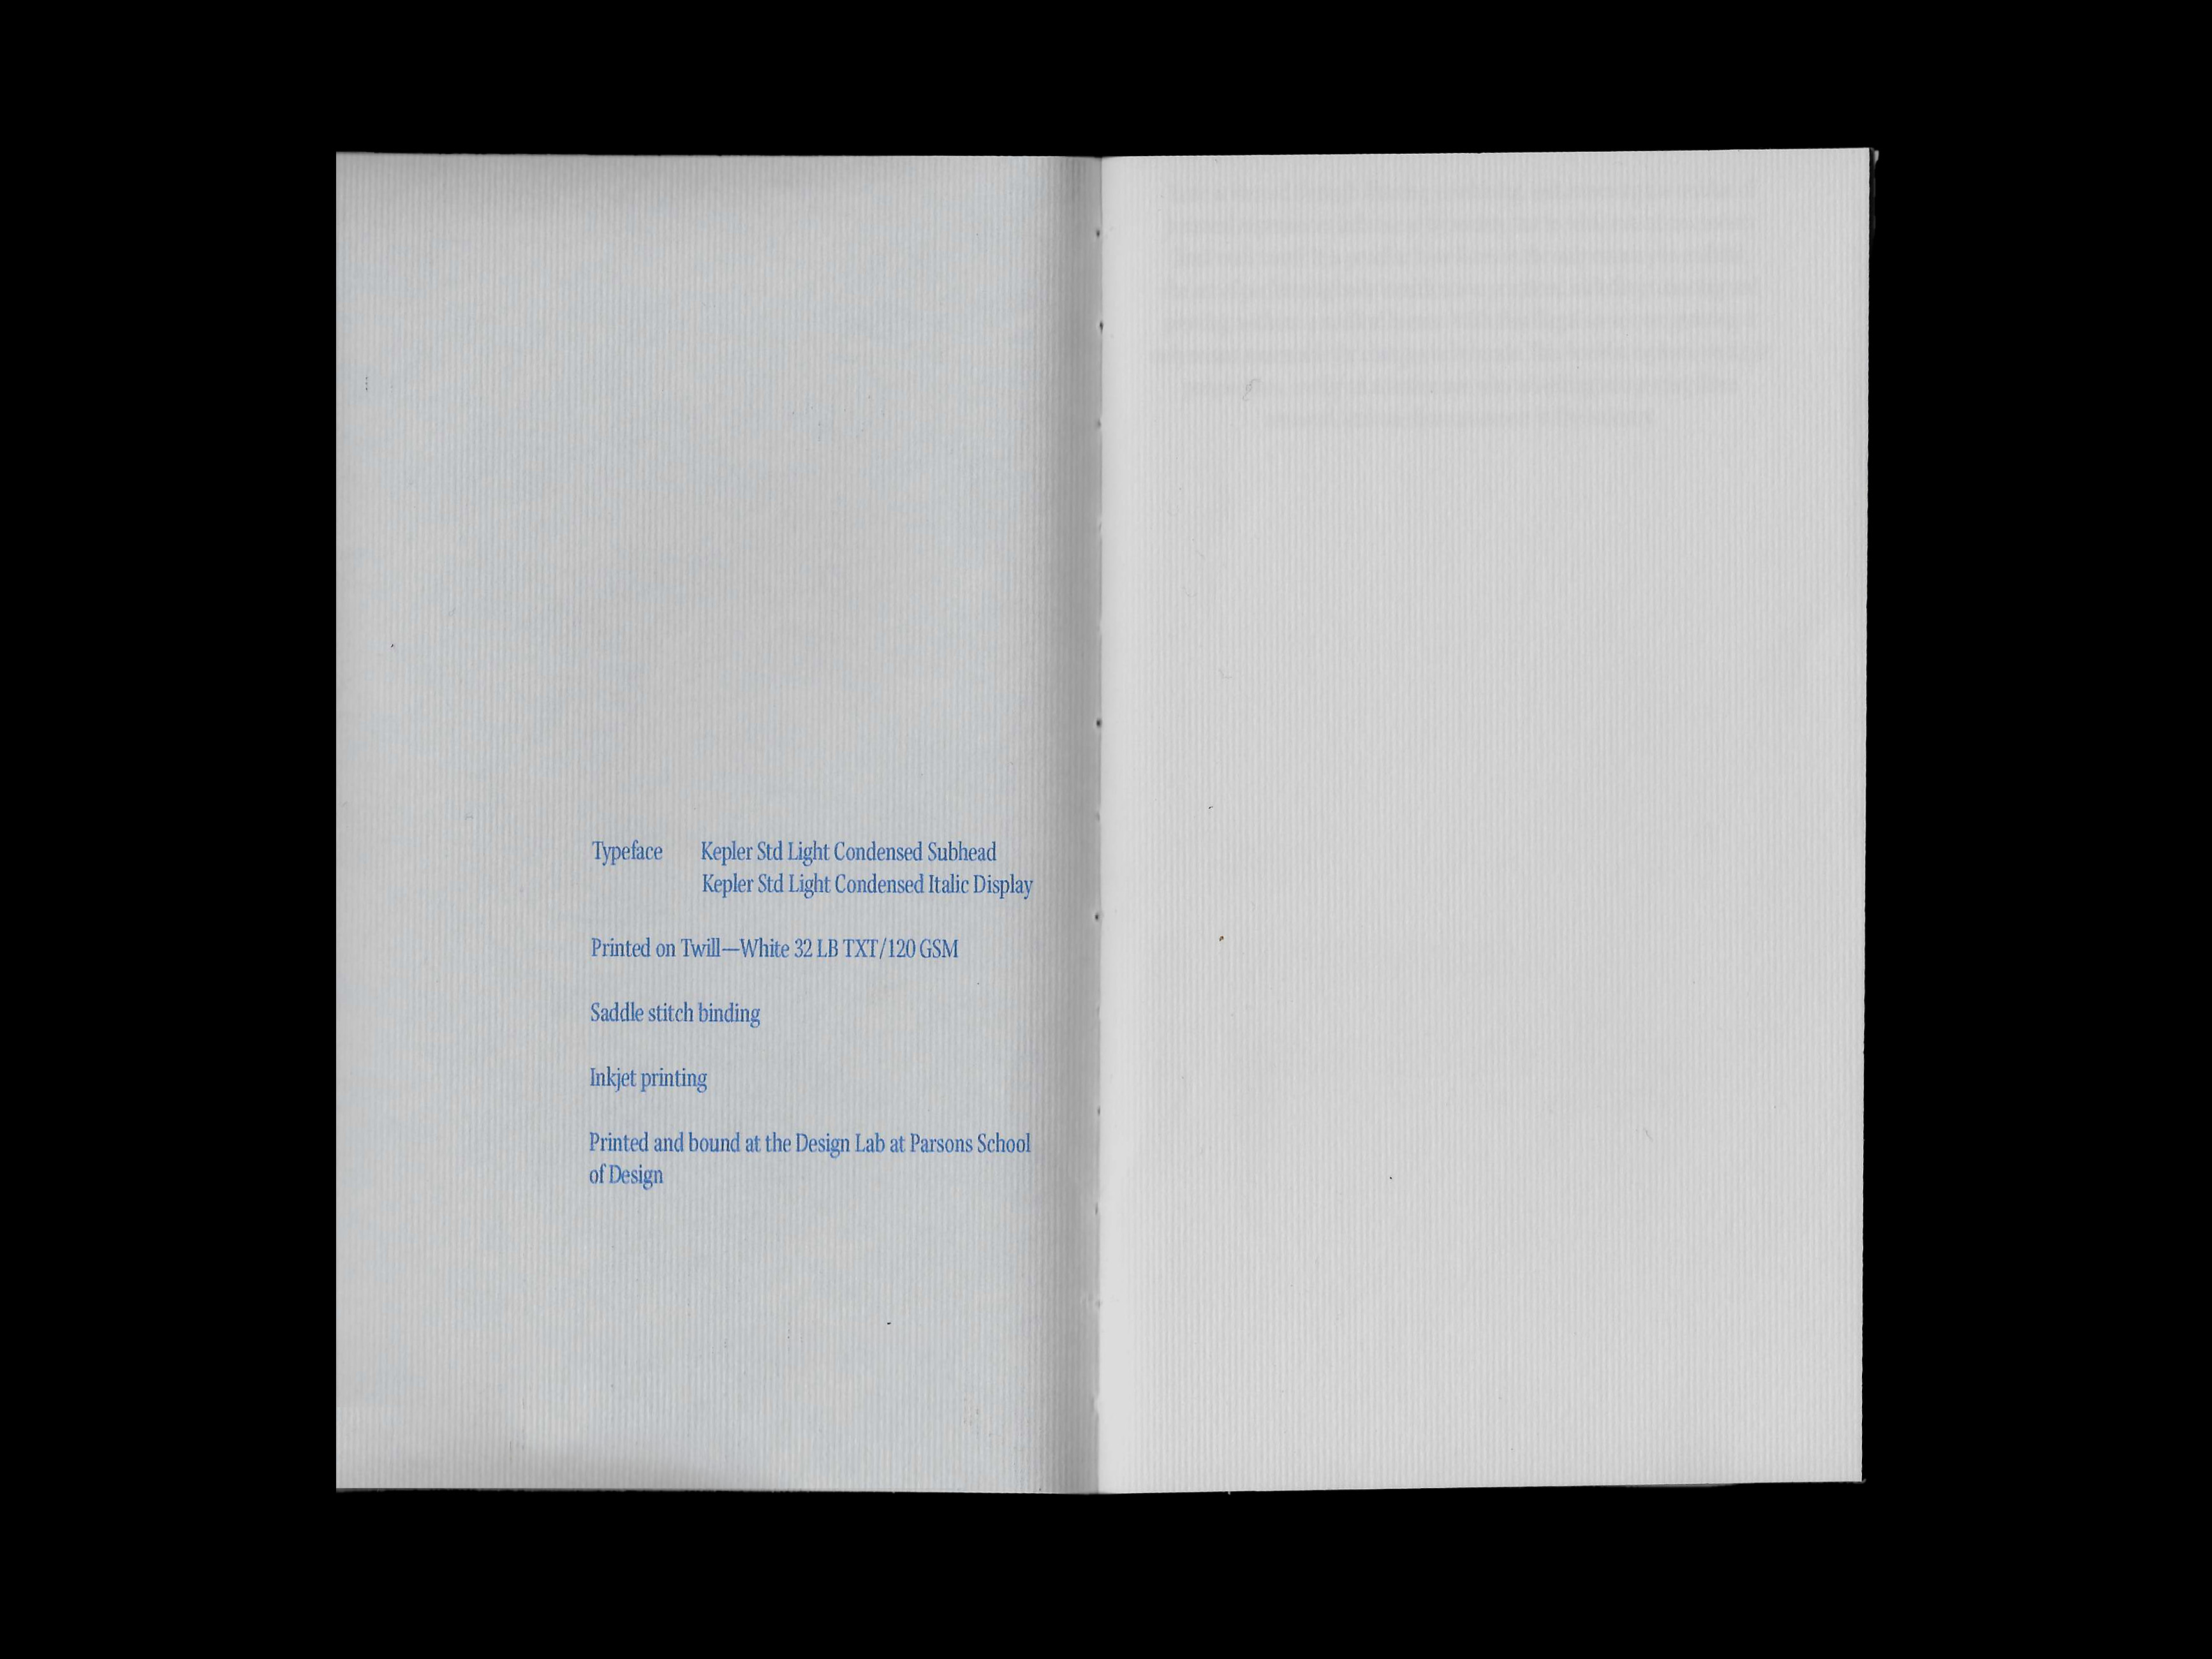 Typeface Kepler Std Light Condensed Subhead
Kepler Std Light Condensed Italic Display
Printed on Twill—White 32 LB TXT/120 GSM
Saddle stitch binding
Inkjet printing
Printed and bound at the Design Lab at Parsons School
of Design